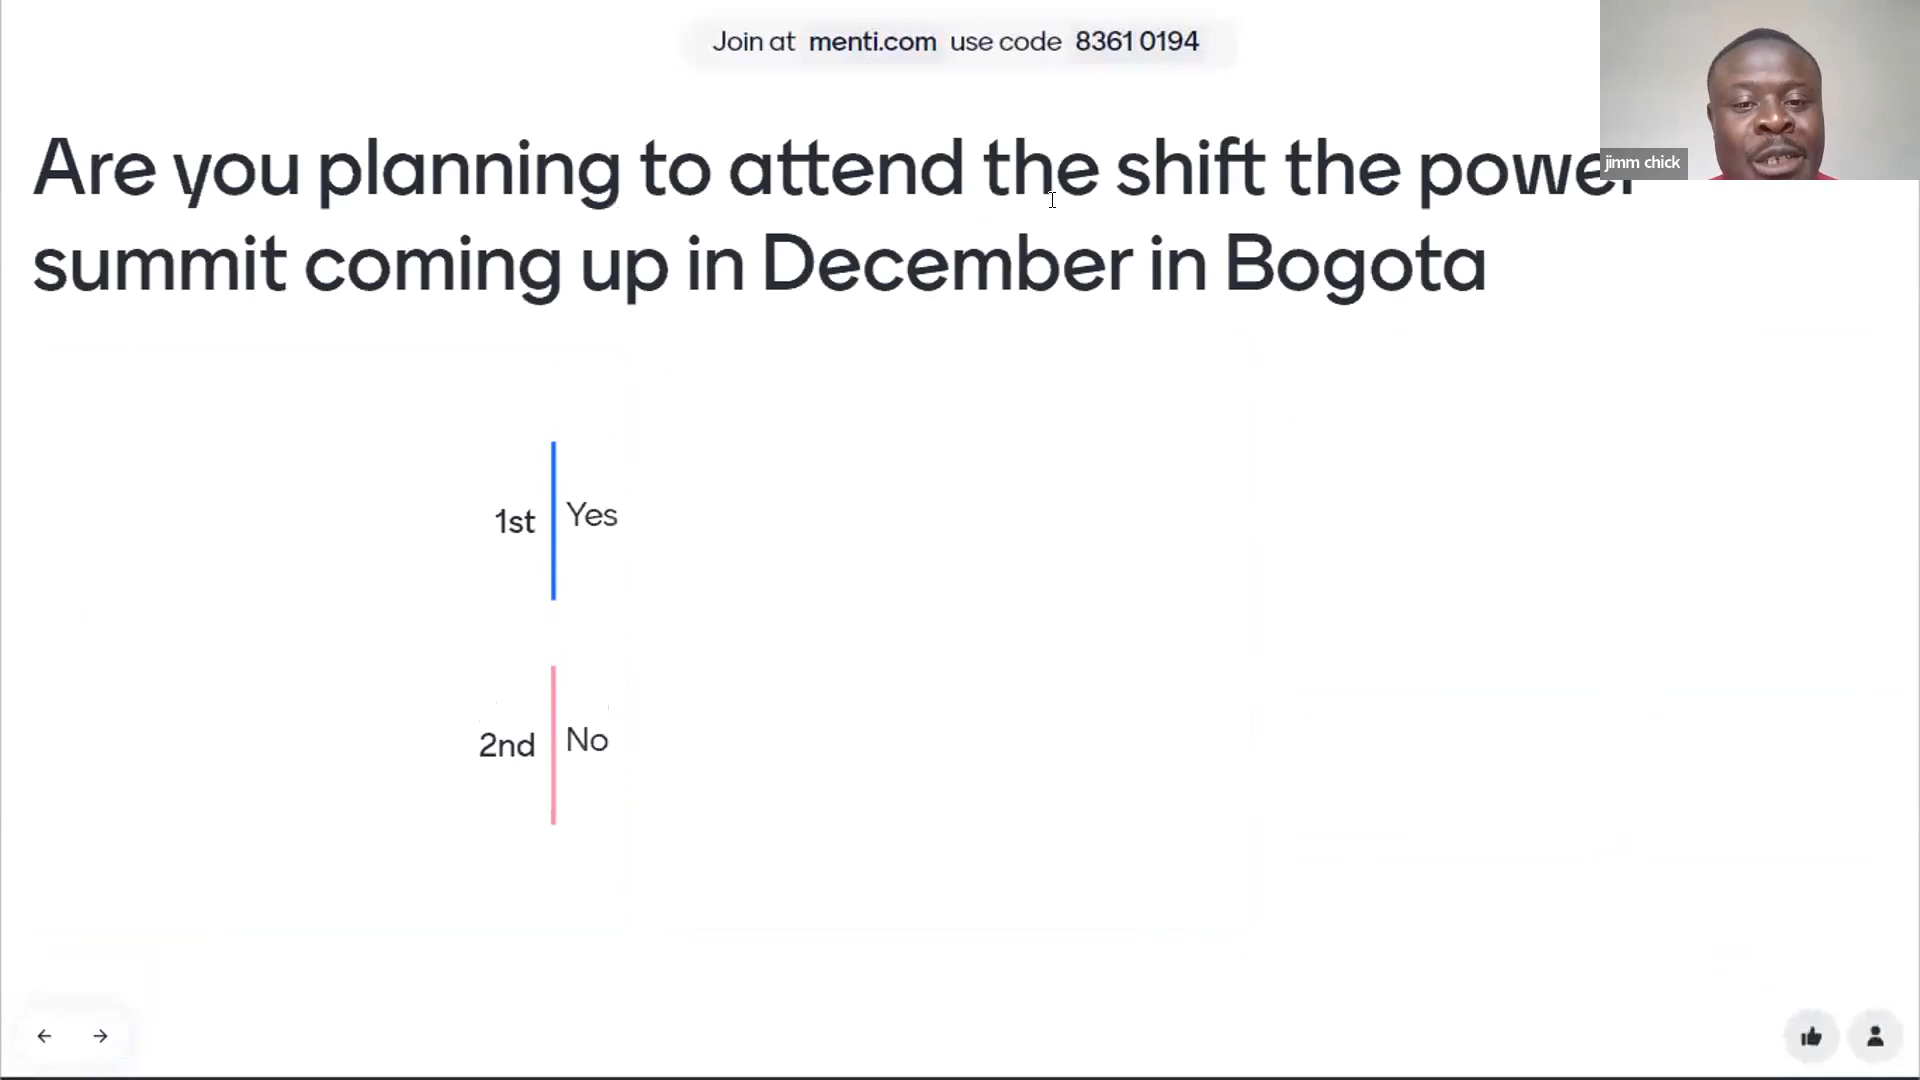 Join at menti.com use code 8361 0194
jimm chick
Are you planning to attend the shift the power
summit coming up in December in Bogota
1st Yes
2nd No